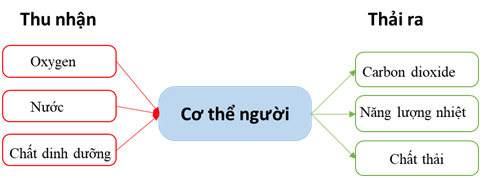 Thu nhận
Thải ra
Oxygen
Nước
Chất dinh dưỡng
Cơ thể người
Carbon dioxide
Năng lượng nhiệt
Chất thải